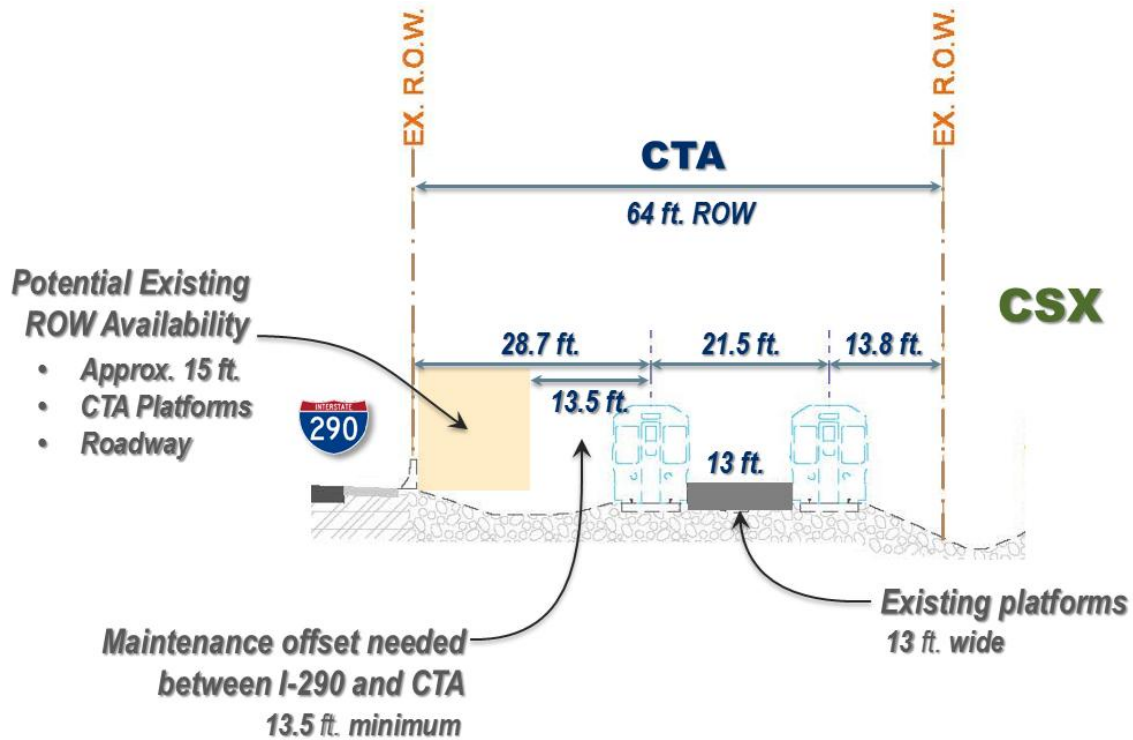 EX. R.O.W.
EX. R.O.W.
CTA
64 ft. ROW
Potential Existing
ROW Availability
• Approx. 15 ft.
• CTA Platforms
• Roadway
CSX
28.7 ft.
21.5 ft.
13.8 ft.
13.5 ft.
INTERSTATE
290
13 ft.
Existing platforms
13 ft. wide
Maintenance offset needed
between I-290 and CTA
13.5 ft. minimum